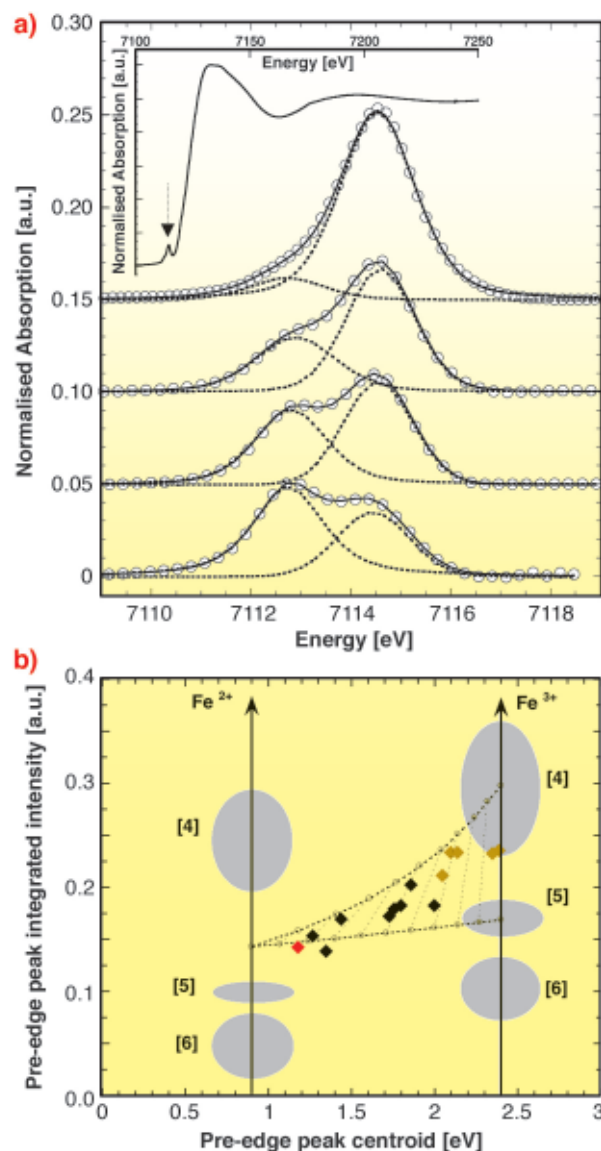 a)
7100 7150 7200 7250
Energy [eV]
Normalised Absorption [a.u.]
0.30
0.25
0.20
0.15
0.10
0.05
0
Normalised Absorption [a.u.]
7110 7112 7114 7116 7118
Energy [eV]
b)
0.4
0.3
0.2
0.1
0.0
Pre-edge peak integrated intensity [a.u.]
Fe 2+ Fe 3+
[4] [4]
[5] [5]
[6] [6]
0 0.5 1 1.5 2 2.5 3
Pre-edge peak centroid [eV]